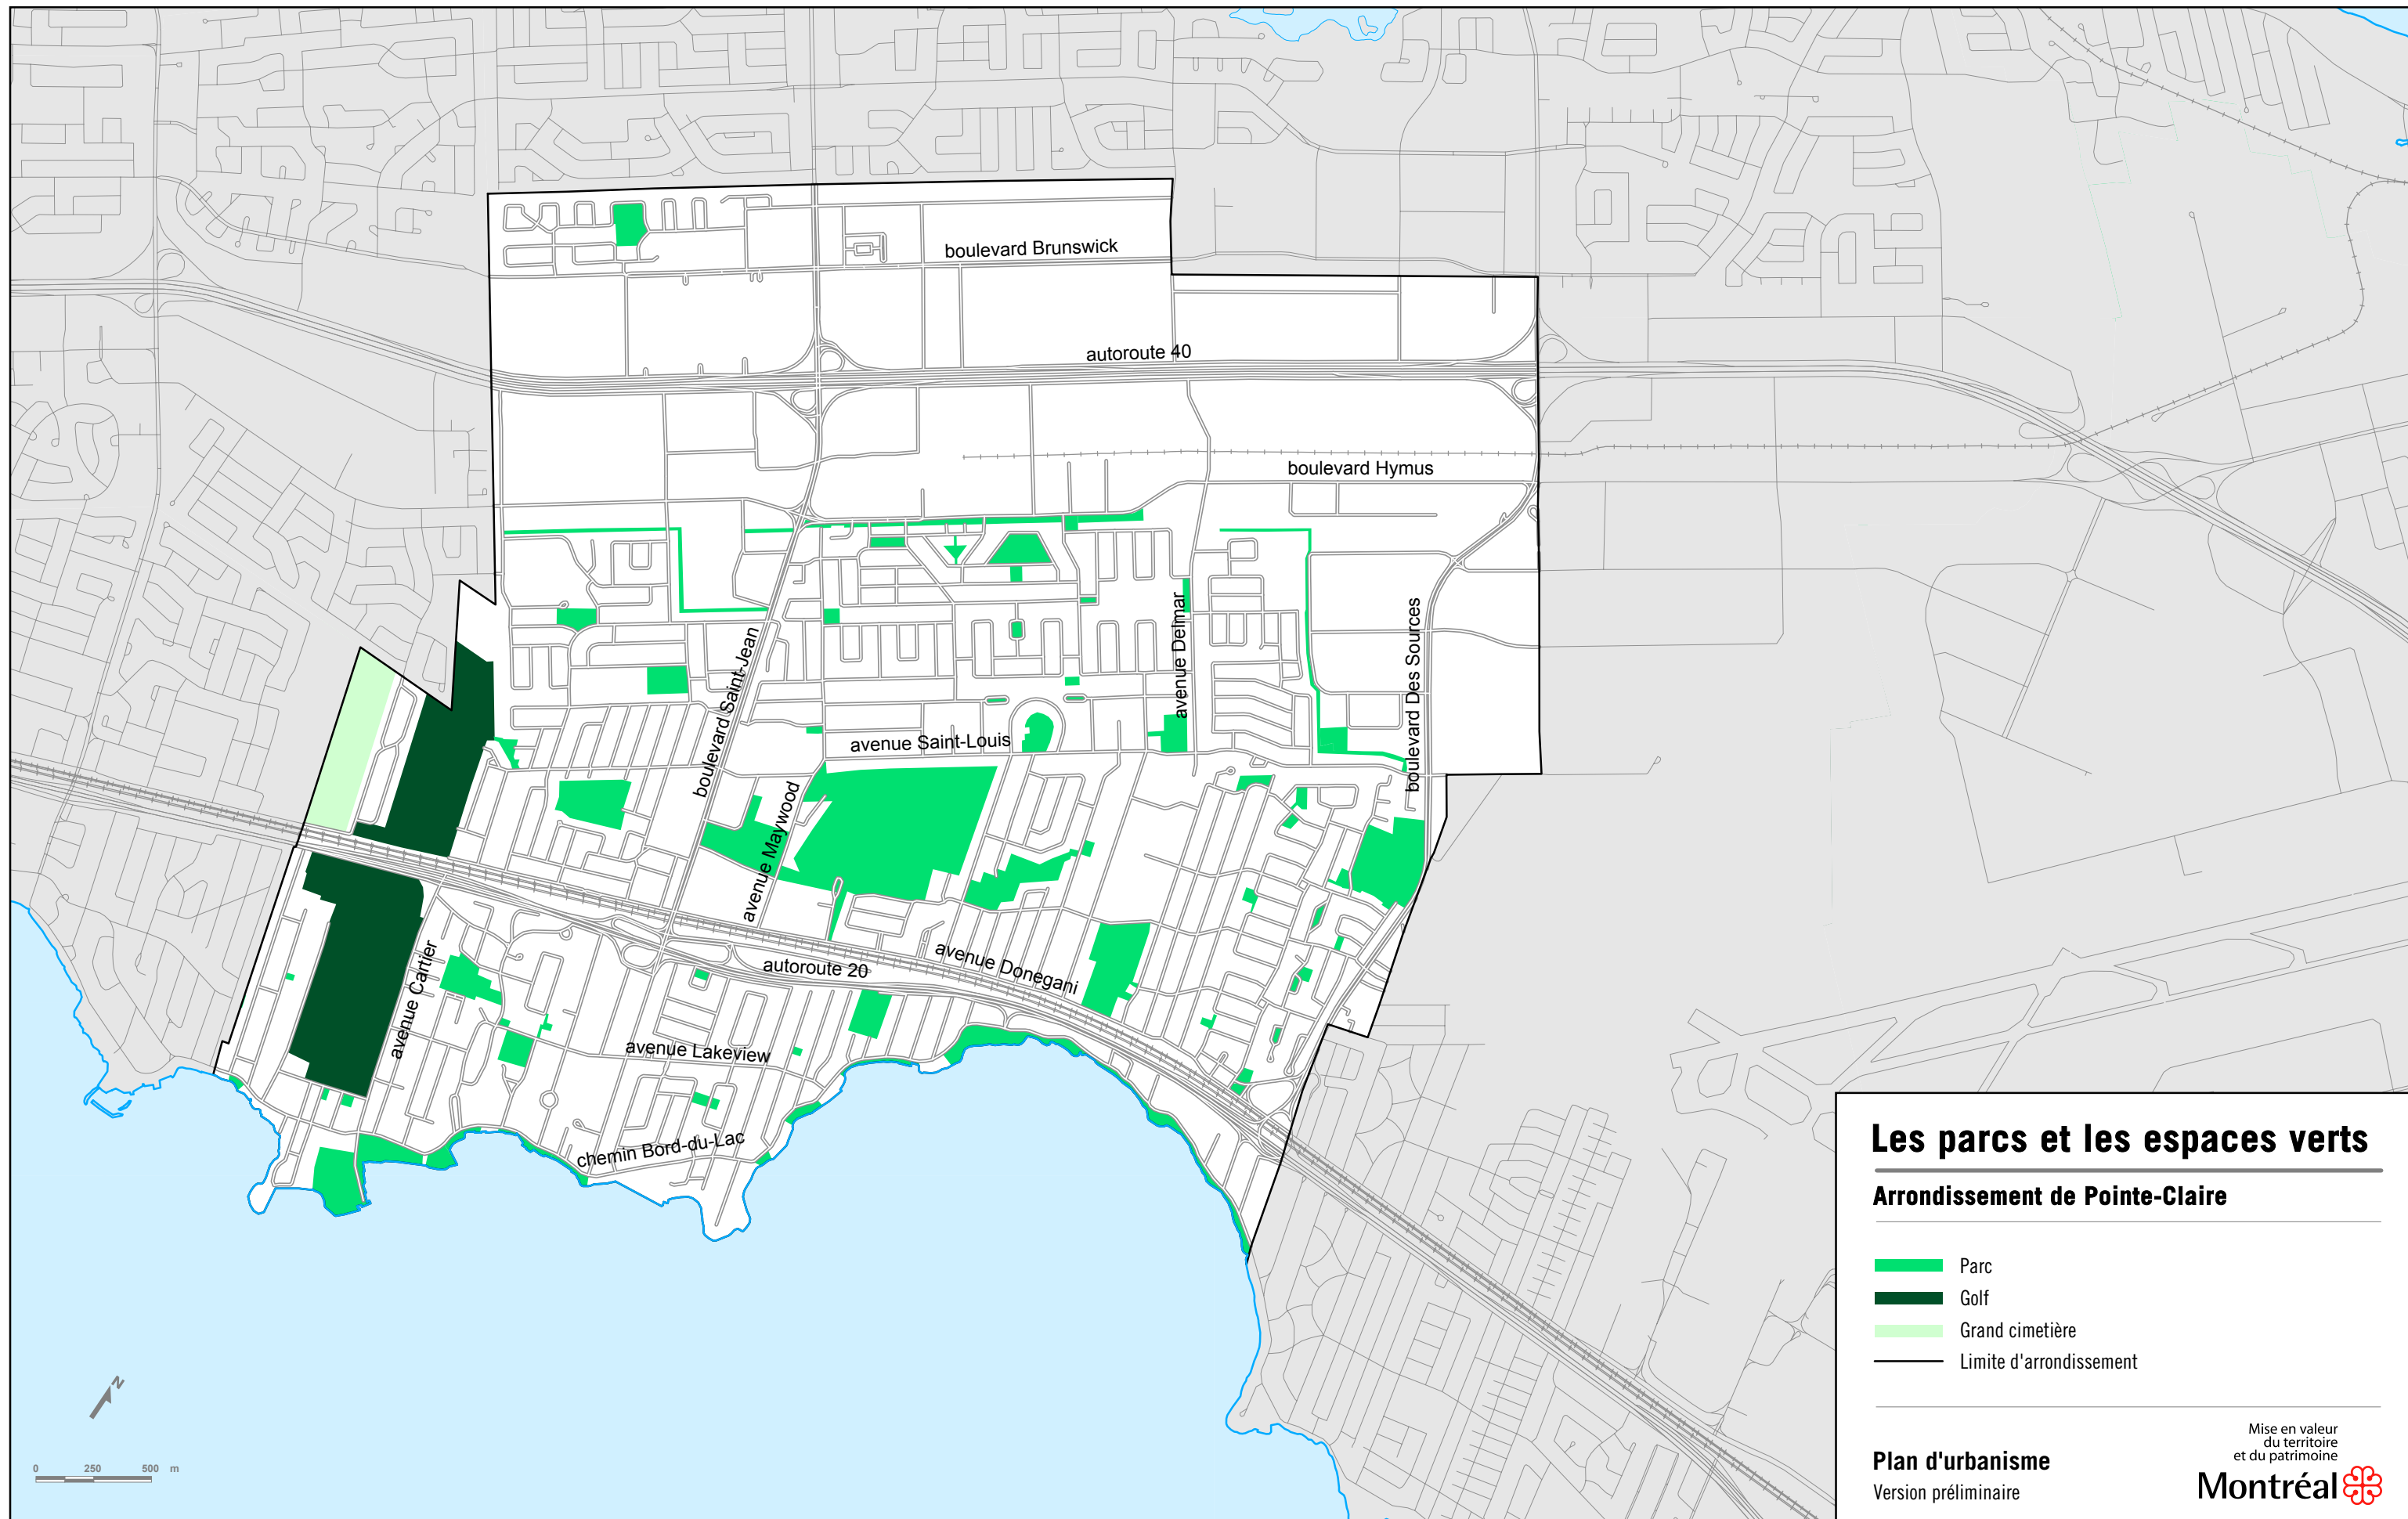 boulevard Brunswick
autoroute 40
boulevard Hymus
boulevard Saint-Jean
avenue Delmar
boulevard Des Sources
avenue Saint-Louis
avenue Maywood
avenue Donegani
autoroute 20
avenue Cartier
avenue Lakeview
chemin Bord-du-Lac
N
0 250 500 m
Les parcs et les espaces verts
Arrondissement de Pointe-Claire
Parc
Golf
Grand cimetière
Limite d'arrondissement
Mise en valeur
du territoire
et du patrimoine
Plan d'urbanisme
Version préliminaire
Montréal